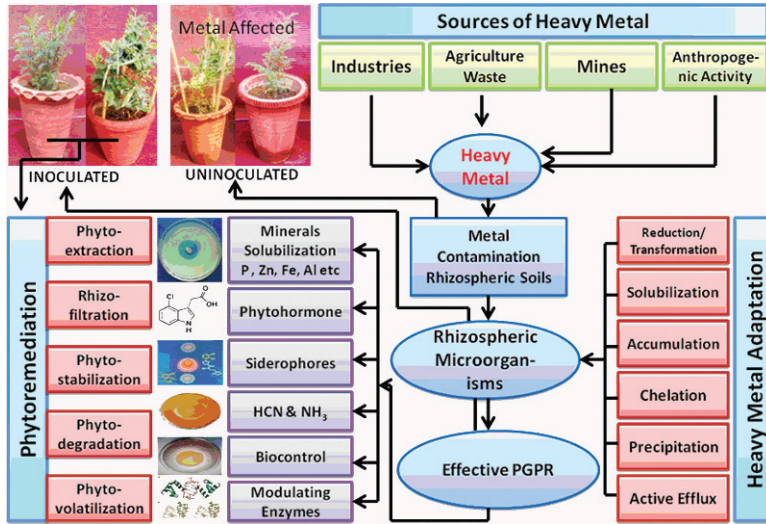 Metal Affected
INOCULATED
UNINOCULATED
Sources of Heavy Metal
Industries
Agriculture
Waste
Mines
Anthropoge-
nic Activity
Heavy
Metal
Metal
Contamination
Rhizospheric Soils
Rhizospheric
Microorgan-
isms
Effective PGPR
Phytoremediation
Phyto-
extraction
Rhizo-
filtration
Phyto-
stabilization
Phyto-
degradation
Phyto-
volatilization
Cl
O
OH
N
H
Minerals
Solubilization
P, Zn, Fe, Al etc
Phytohormone
Siderophores
HCN & NH₃
Biocontrol
Modulating
Enzymes
Reduction/
Transformation
Solubilization
Accumulation
Chelation
Precipitation
Active Efflux
Heavy Metal Adaptation